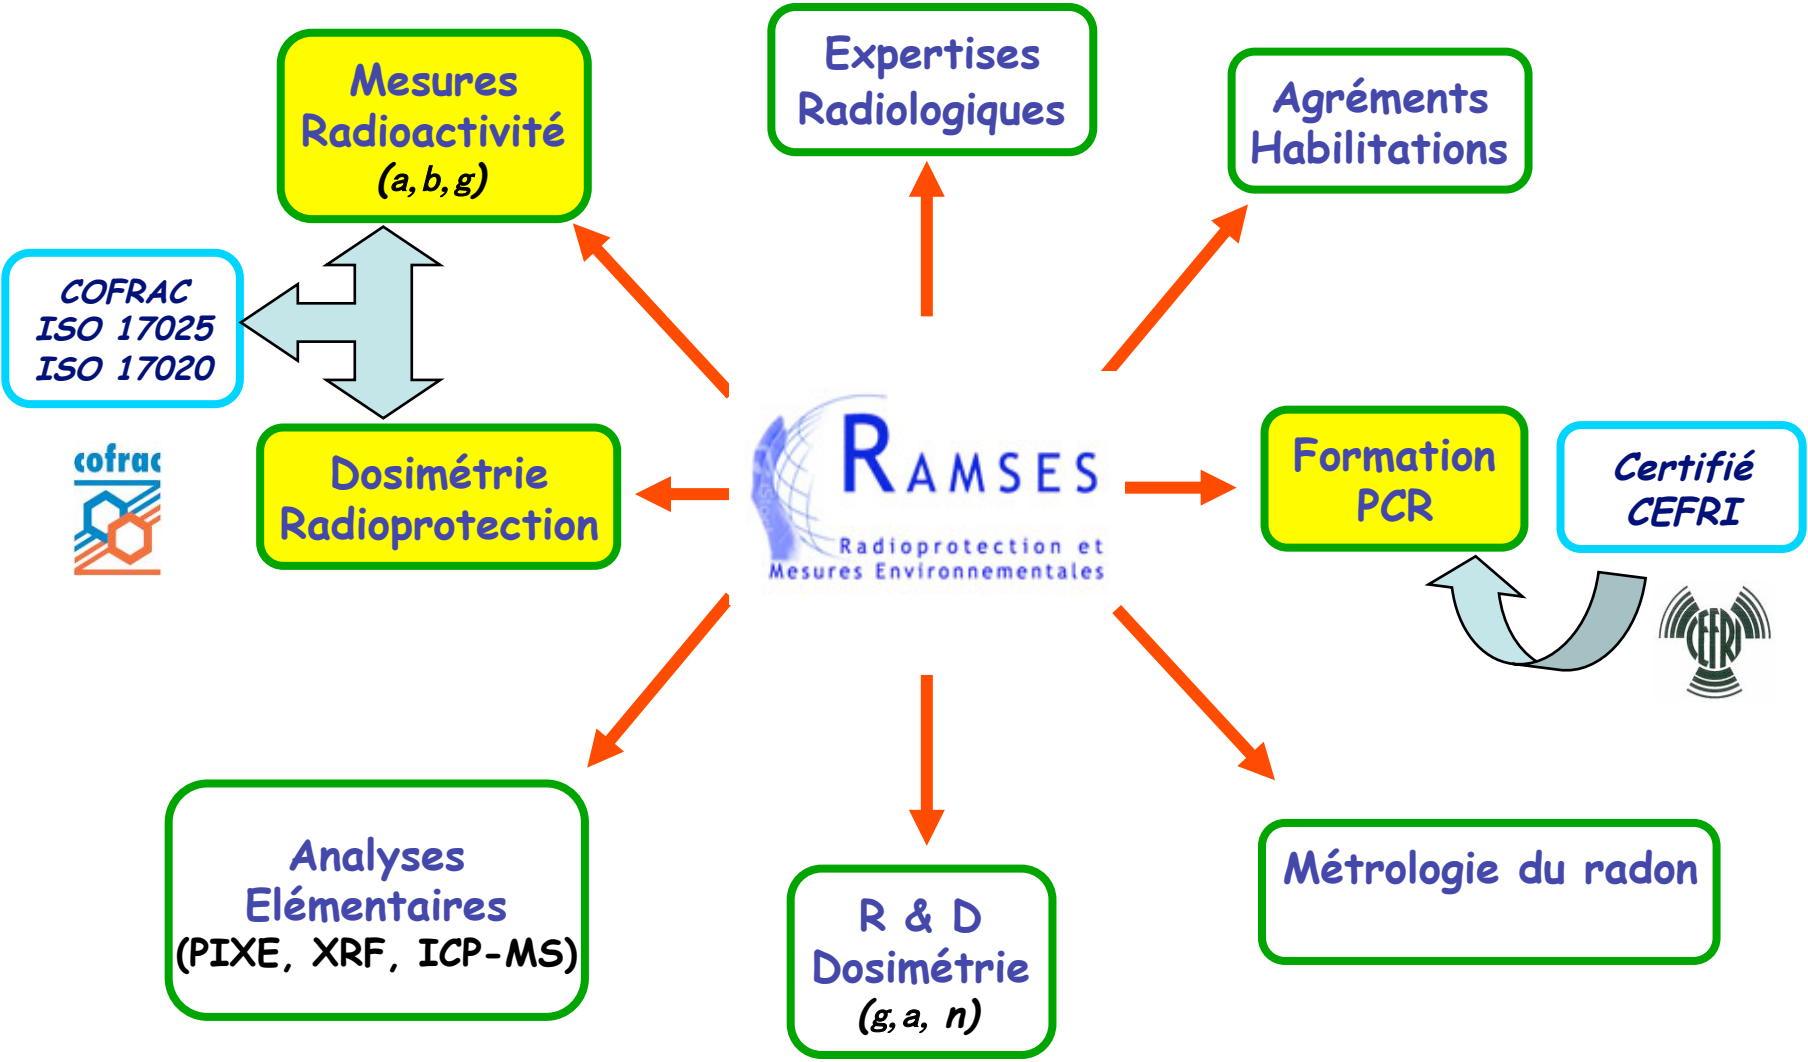 Expertises
Radiologiques
Mesures
Radioactivité
(a, b, g)
Agréments
Habilitations
COFRAC
ISO 17025
ISO 17020
cofrac
Dosimétrie
Radioprotection
RAMSES
Radioprotection et
Mesures Environnementales
Formation
PCR
Certifié
CEFRI
CEFRI
Analyses
Elémentaires
(PIXE, XRF, ICP-MS)
R & D
Dosimétrie
(g, a, n)
Métrologie du radon